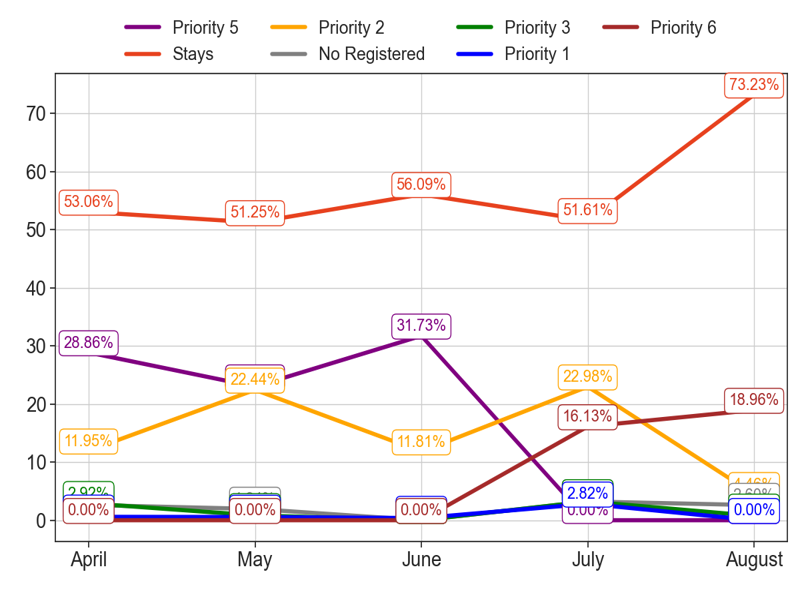 Priority 5 Priority 2 Priority 3 Priority 6
Stays No Registered Priority 1
73.23%
70
60
53.06% 51.25% 56.09% 51.61%
50
40
28.86% 31.73%
30
22.44% 22.98%
20
11.95% 11.81% 16.13% 18.96%
10
2.92% 2.82% 4.46%
0.00% 0.00% 0.00% 0.00% 0.00%
0
April May June July August